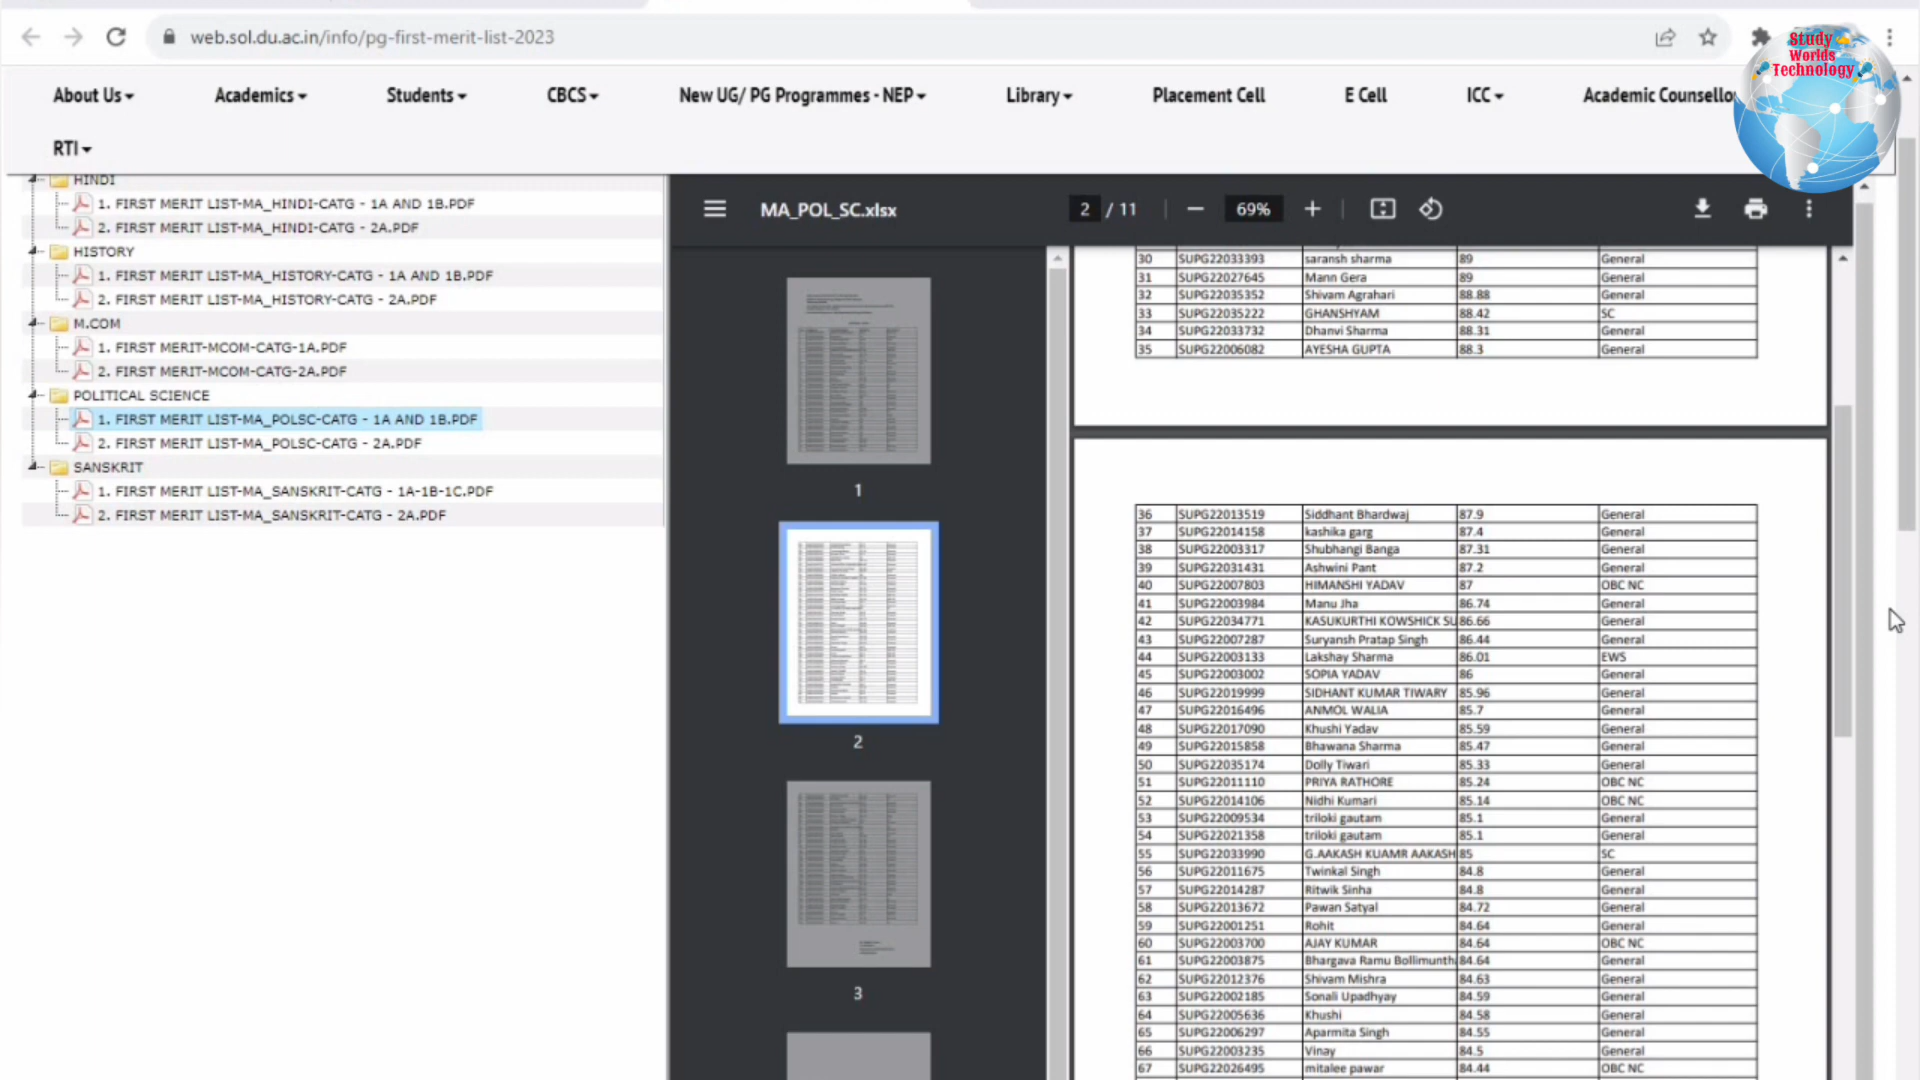 web.sol.du.ac.in/info/pg-first-merit-list-2023
Study
Worlds
Technology
About Us
Academics
Students
CBCS
New UG/ PG Programmes - NEP
Library
Placement Cell
E Cell
ICC
Academic Counsellor
RTI
HINDI
1. FIRST MERIT LIST-MA_HINDI-CATG - 1A AND 1B.PDF
2. FIRST MERIT LIST-MA_HINDI-CATG - 2A.PDF
HISTORY
1. FIRST MERIT LIST-MA_HISTORY-CATG - 1A AND 1B.PDF
2. FIRST MERIT LIST-MA_HISTORY-CATG - 2A.PDF
M.COM
1. FIRST MERIT-MCOM-CATG-1A.PDF
2. FIRST MERIT-MCOM-CATG-2A.PDF
POLITICAL SCIENCE
1. FIRST MERIT LIST-MA_POLSC-CATG - 1A AND 1B.PDF
2. FIRST MERIT LIST-MA_POLSC-CATG - 2A.PDF
SANSKRIT
1. FIRST MERIT LIST-MA_SANSKRIT-CATG - 1A-1B-1C.PDF
2. FIRST MERIT LIST-MA_SANSKRIT-CATG - 2A.PDF
MA_POL_SC.xlsx
2 / 11
69%
1
2
3
30 SUPG22033393 saransh sharma 89 General
31 SUPG22027645 Mann Gera 89 General
32 SUPG22035352 Shivam Agrahari 88.88 General
33 SUPG22035222 GHANSHYAM 88.42 SC
34 SUPG22033732 Dhanvi Sharma 88.31 General
35 SUPG22006082 AYESHA GUPTA 88.3 General
36 SUPG22013519 Siddhant Bhardwaj 87.9 General
37 SUPG22014158 kashika garg 87.4 General
38 SUPG22003317 Shubhangi Banga 87.31 General
39 SUPG22031431 Ashwini Pant 87.2 General
40 SUPG22007803 HIMANSHI YADAV 87 OBC NC
41 SUPG22003984 Manu Jha 86.74 General
42 SUPG22034771 KASUKURTHI KOWSHICK SU 86.66 General
43 SUPG22007287 Suryansh Pratap Singh 86.44 General
44 SUPG22003133 Lakshay Sharma 86.01 EWS
45 SUPG22003002 SOPIA YADAV 86 General
46 SUPG22019999 SIDHANT KUMAR TIWARY 85.96 General
47 SUPG22016496 ANMOL WALIA 85.7 General
48 SUPG22017090 Khushi Yadav 85.59 General
49 SUPG22015858 Bhawana Sharma 85.47 General
50 SUPG22035174 Dolly Tiwari 85.33 General
51 SUPG22011110 PRIYA RATHORE 85.24 OBC NC
52 SUPG22014106 Nidhi Kumari 85.14 OBC NC
53 SUPG22009534 triloki gautam 85.1 General
54 SUPG22021358 triloki gautam 85.1 General
55 SUPG22033990 G.AAKASH KUAMR AAKASH 85 SC
56 SUPG22011675 Twinkal Singh 84.8 General
57 SUPG22014287 Ritwik Sinha 84.8 General
58 SUPG22013672 Pawan Satyal 84.72 General
59 SUPG22001251 Rohit 84.64 General
60 SUPG22003700 AJAY KUMAR 84.64 OBC NC
61 SUPG22003875 Bhargava Ramu Bollimunth 84.64 General
62 SUPG22012376 Shivam Mishra 84.63 General
63 SUPG22002185 Sonali Upadhyay 84.59 General
64 SUPG22005636 Khushi 84.58 General
65 SUPG22006297 Aparmita Singh 84.55 General
66 SUPG22003235 Vinay 84.5 General
67 SUPG22026495 mitalee pawar 84.44 OBC NC